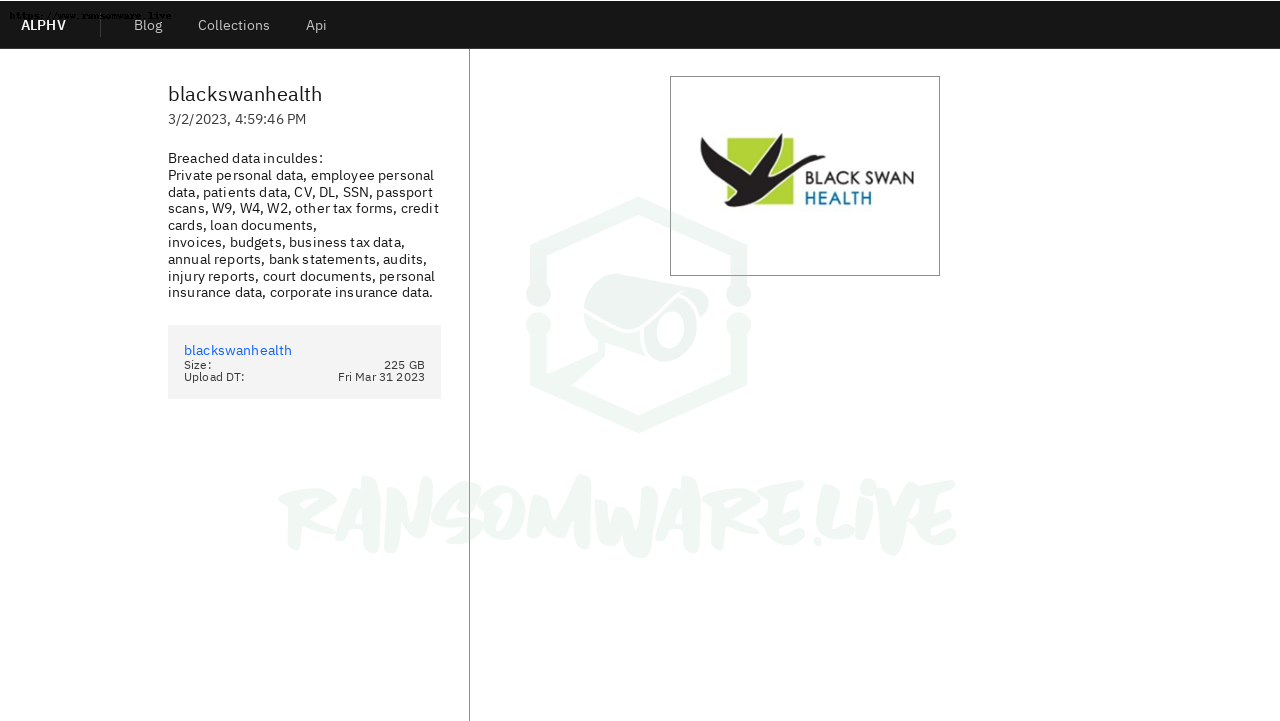 https://www.ransomware.live
ALPHV
Blog
Collections
Api
blackswanhealth
3/2/2023, 4:59:46 PM
Breached data inculdes:
Private personal data, employee personal
data, patients data, CV, DL, SSN, passport
scans, W9, W4, W2, other tax forms, credit
cards, loan documents,
invoices, budgets, business tax data,
annual reports, bank statements, audits,
injury reports, court documents, personal
insurance data, corporate insurance data.
blackswanhealth
Size: 225 GB
Upload DT: Fri Mar 31 2023
BLACK SWAN
HEALTH
RANSOMWARE.LIVE